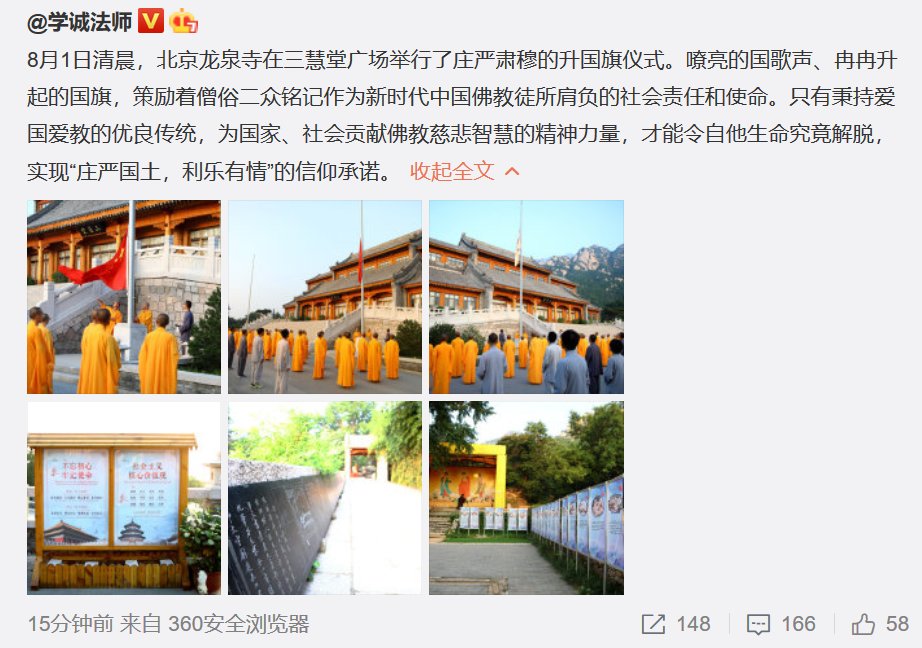 @学诚法师
8月1日清晨，北京龙泉寺在三慧堂广场举行了庄严肃穆的升国旗仪式。嘹亮的国歌声、冉冉升
起的国旗，策励着僧俗二众铭记作为新时代中国佛教徒所肩负的社会责任和使命。只有秉持爱
国爱教的优良传统，为国家、社会贡献佛教慈悲智慧的精神力量，才能令自他生命究竟解脱，
实现“庄严国土，利乐有情”的信仰承诺。 收起全文
不忘初心
牢记使命
社会主义
核心价值观
15分钟前 来自 360安全浏览器
148 166 58